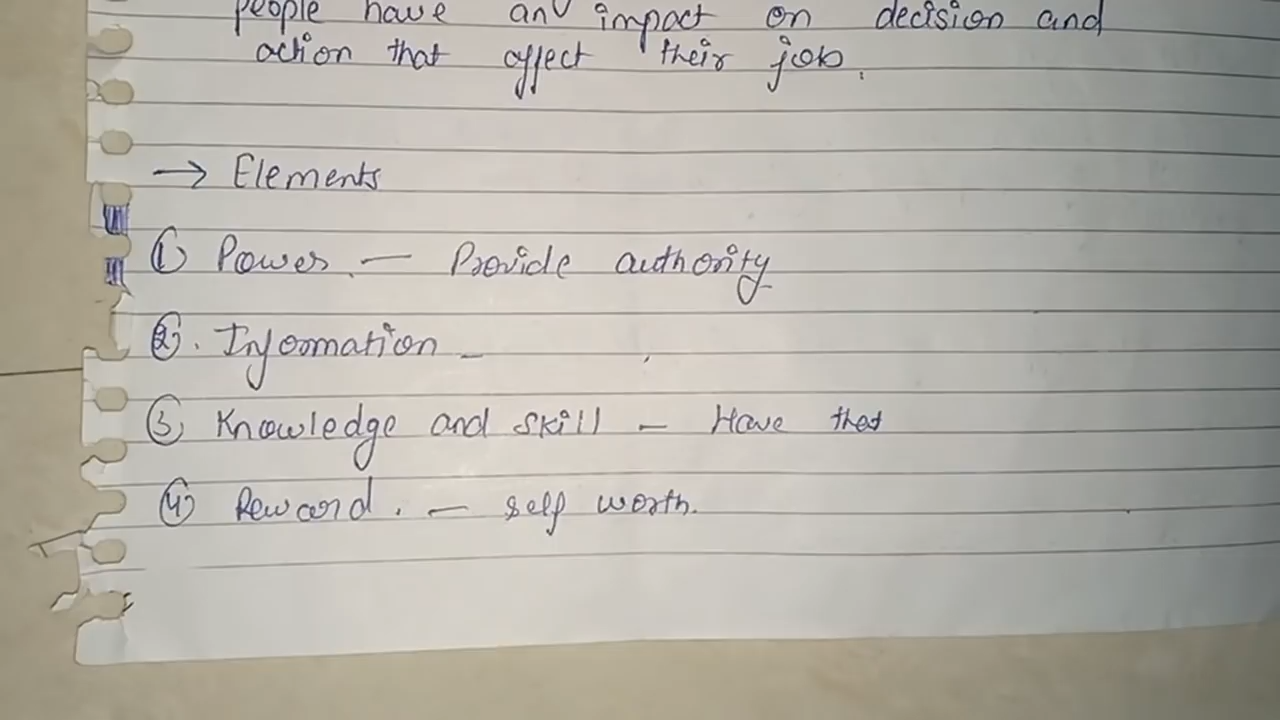 people have an impact on decision and
action that affect their job.
→ Elements
① Power. — Provide authority
②. Information -
③ Knowledge and skill - Have that
④ Reward. — self worth.